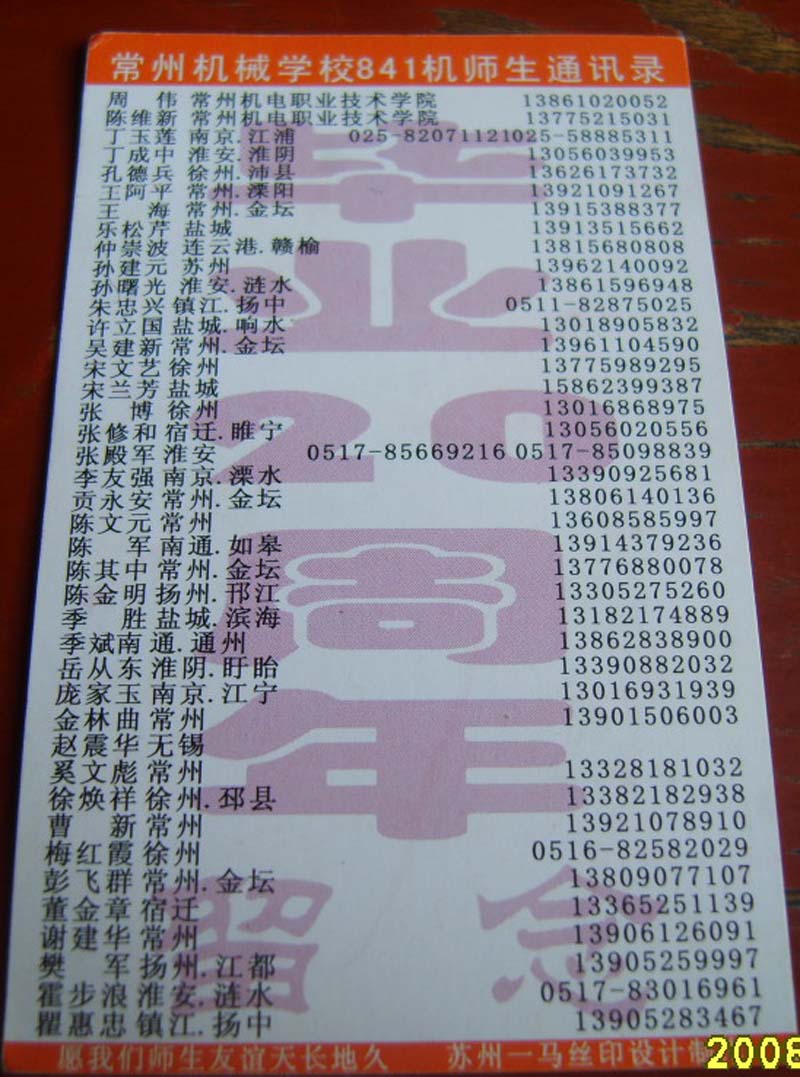 常州机械学校841机师生通讯录
周 伟 常州机电职业技术学院 13861020052
陈维新 常州机电职业技术学院 13775215031
丁玉莲 南京.江浦 025-82071121025-58885311
丁成中 淮安.淮阴 13056039953
孔德兵 徐州.沛县 13626173732
王阿平 常州.溧阳 13921091267
王 海 常州.金坛 13915388377
乐松芹 盐城 13913515662
仲崇波 连云港.赣榆 13815680808
孙建元 苏州 13962140092
孙曙光 淮安.涟水 13861596948
朱忠兴 镇江.扬中 0511-82875025
许立国 盐城.响水 13018905832
吴建新 常州.金坛 13961104590
宋文艺 徐州 13775989295
宋兰芳 盐城 15862399387
张 博 徐州 13016868975
张修和 宿迁.睢宁 13056020556
张殿军 淮安 0517-85669216 0517-85098839
李友强 南京.溧水 13390925681
贡永安 常州.金坛 13806140136
陈文元 常州 13608585997
陈 军 南通.如皋 13914379236
陈其中 常州.金坛 13776880078
陈金明 扬州.邗江 13305275260
季 胜 盐城.滨海 13182174889
季斌 南通.通州 13862838900
岳从东 淮阴.盱眙 13390882032
庞家玉 南京.江宁 13016931939
金林曲 常州 13901506003
赵震华 无锡
奚文彪 常州 13328181032
徐焕祥 徐州.邳县 13382182938
曹 新 常州 13921078910
梅红霞 徐州 0516-82582029
彭飞群 常州.金坛 13809077107
董金章 宿迁 13365251139
谢建华 常州 13906126091
樊 军 扬州.江都 13905259997
霍步浪 淮安.涟水 0517-83016961
瞿惠忠 镇江.扬中 13905283467
毕业20周年
留念
愿我们师生友谊天长地久 苏州一马丝印设计制
2008